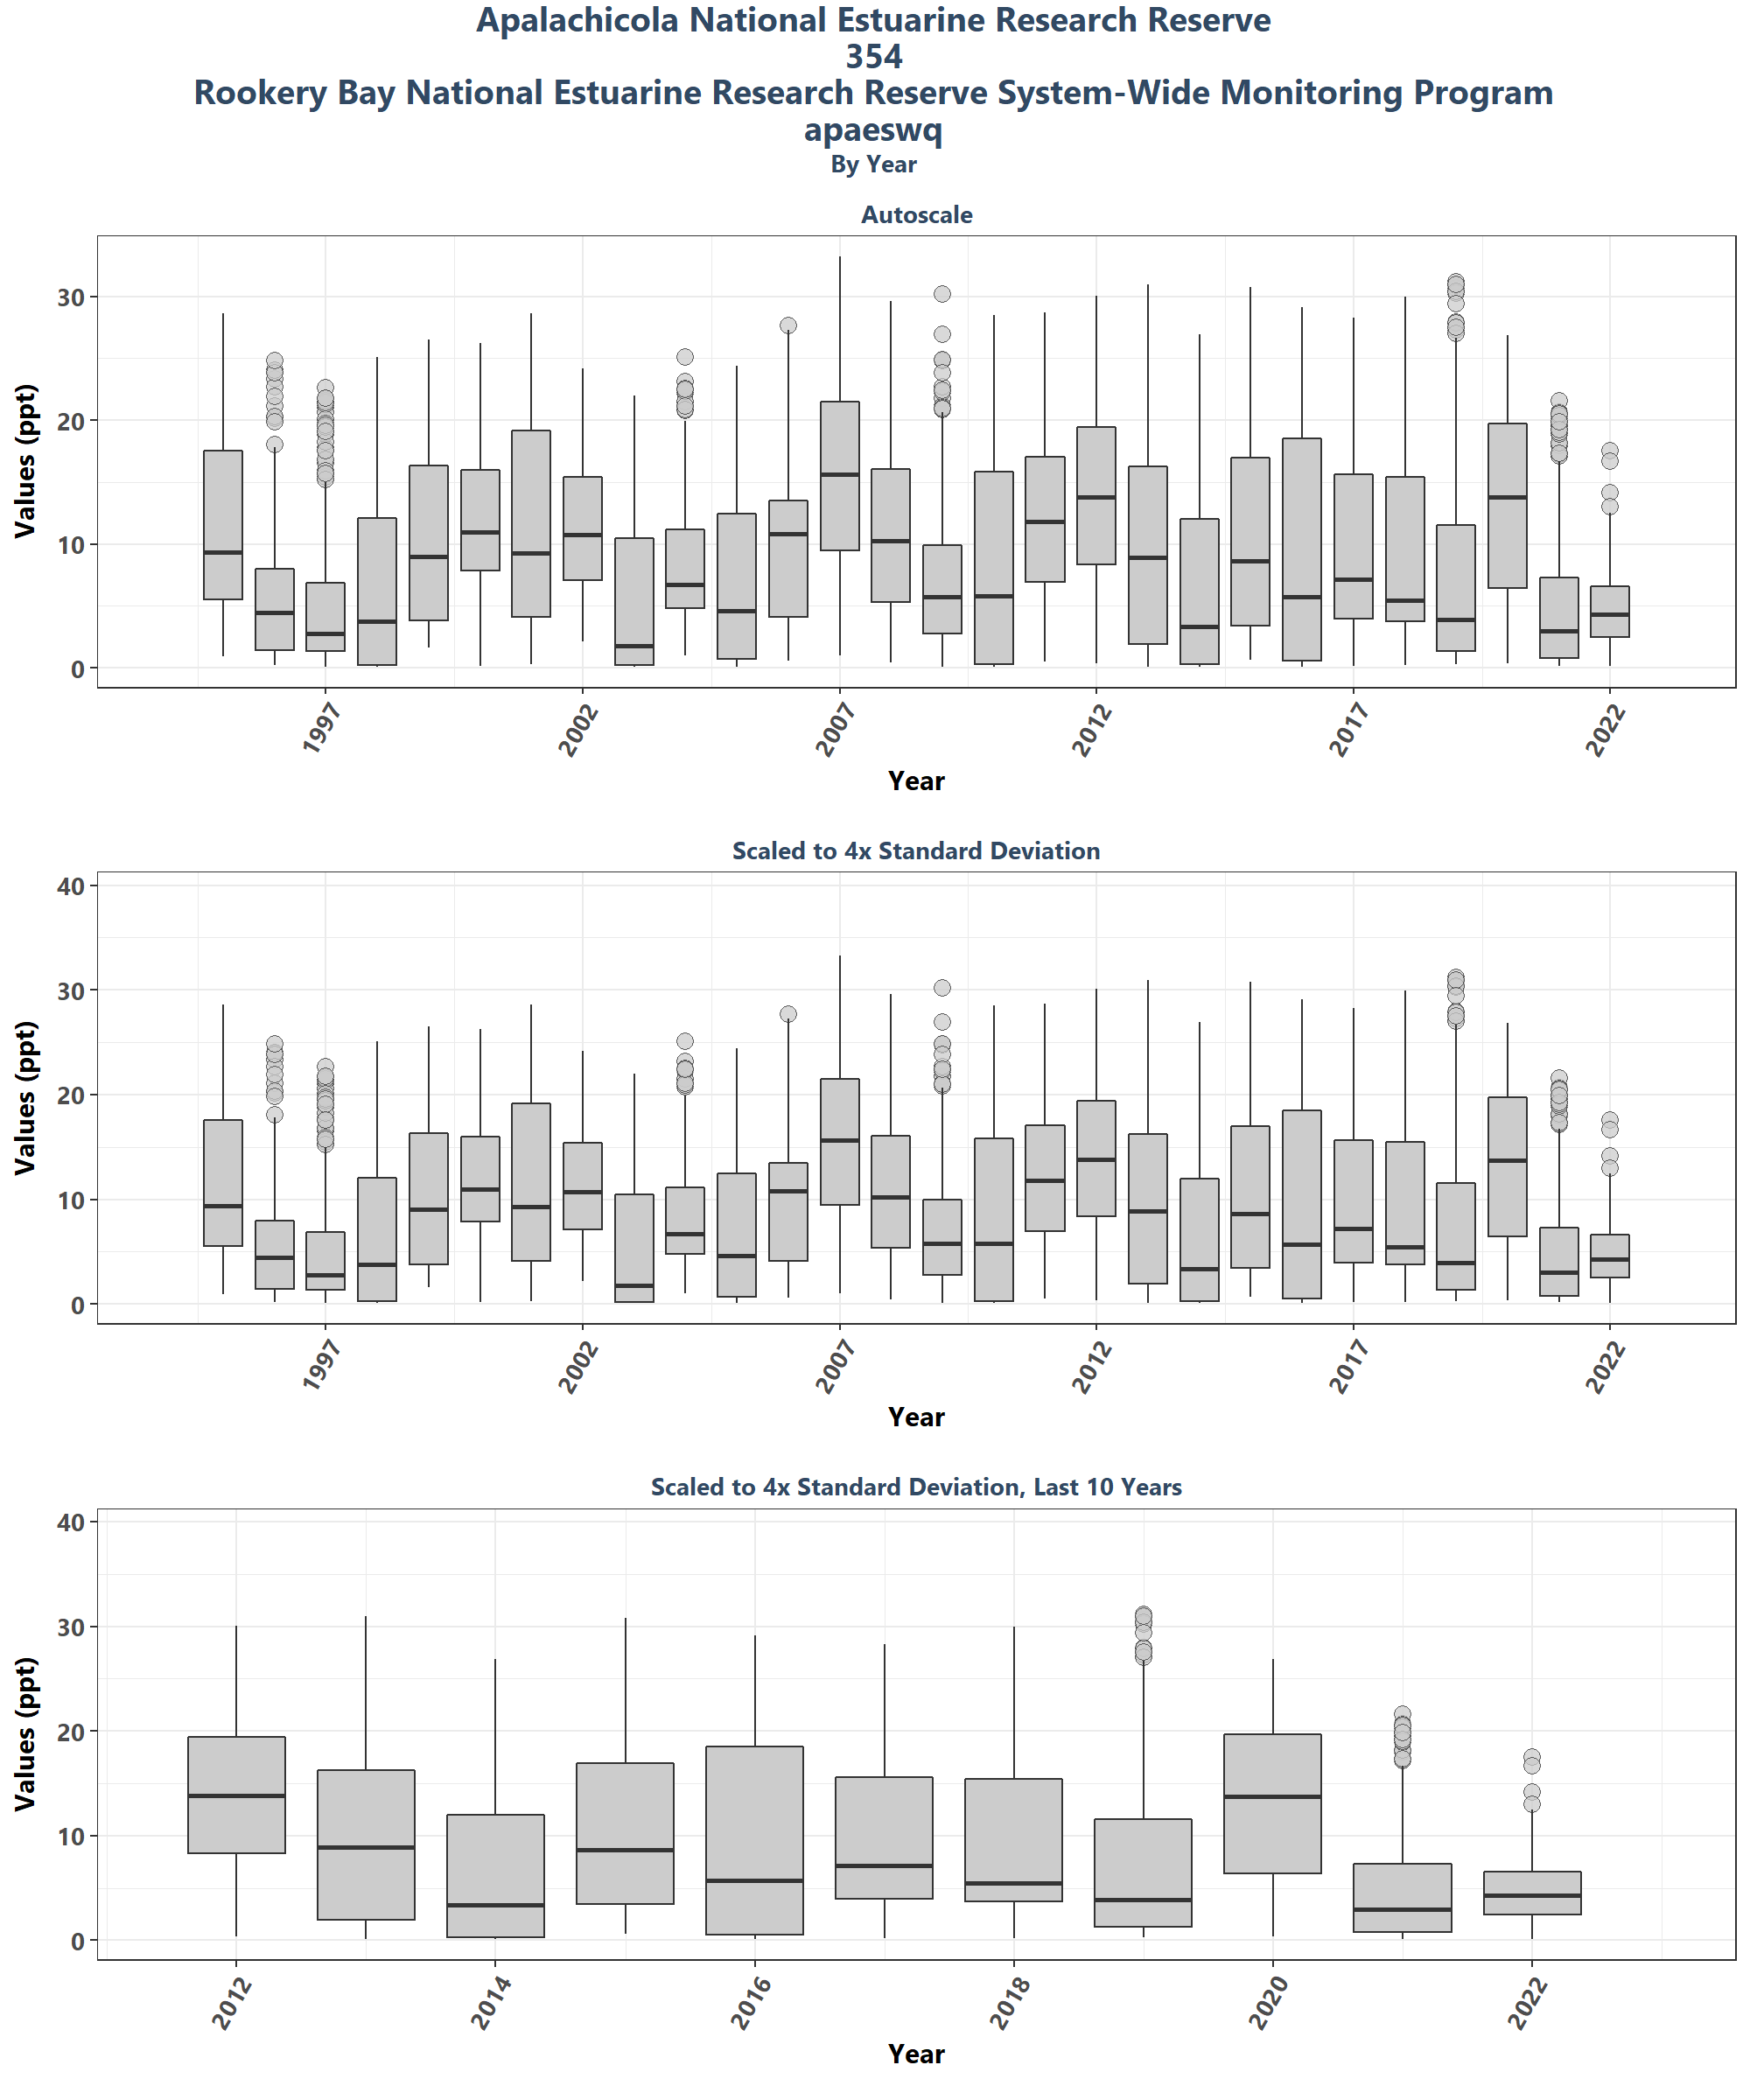 Apalachicola National Estuarine Research Reserve
354
Rookery Bay National Estuarine Research Reserve System-Wide Monitoring Program
apaeswq
By Year
Autoscale
Values (ppt)
30
20
10
0
1997 2002 2007 2012 2017 2022
Year
Scaled to 4x Standard Deviation
Values (ppt)
40
30
20
10
0
1997 2002 2007 2012 2017 2022
Year
Scaled to 4x Standard Deviation, Last 10 Years
Values (ppt)
40
30
20
10
0
2012 2014 2016 2018 2020 2022
Year